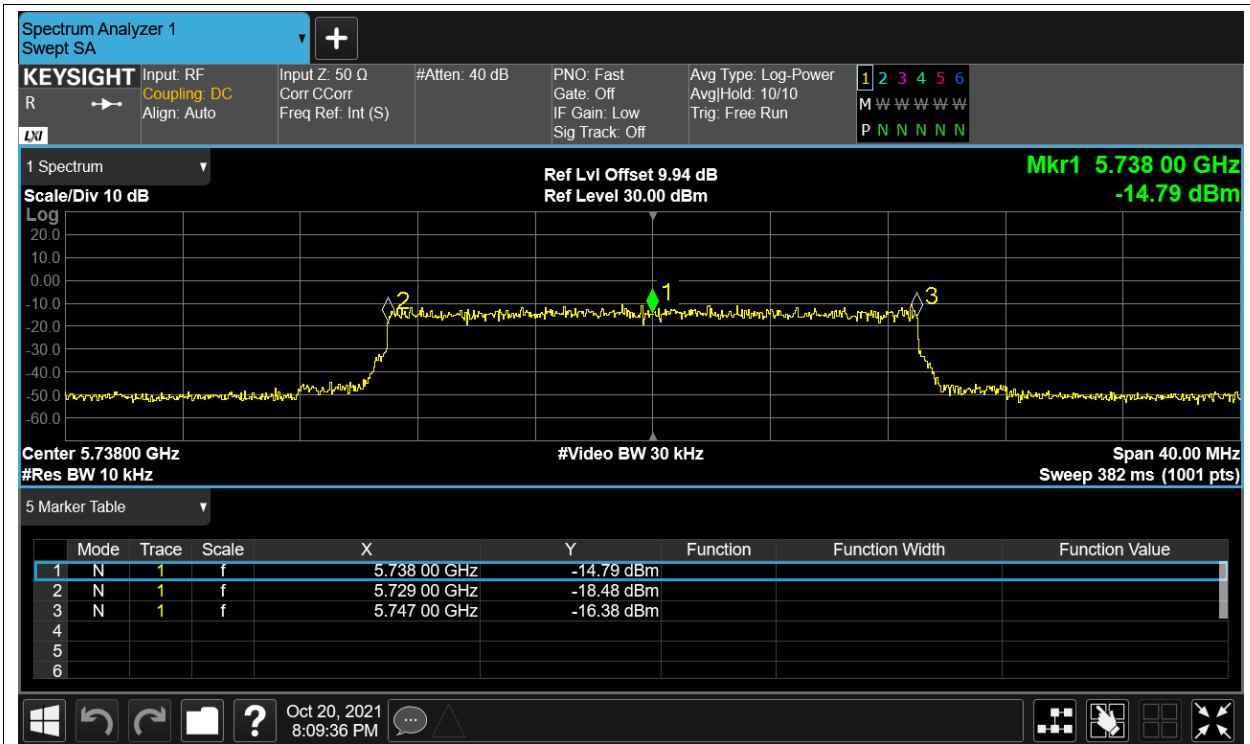 Spectrum Analyzer 1
Swept SA
KEYSIGHT Input: RF Input Z: 50 Ω #Atten: 40 dB PNO: Fast Avg Type: Log-Power 1 2 3 4 5 6
R Coupling: DC Corr CCorr Gate: Off Avg|Hold: 10/10 M W W W W W
Align: Auto Freq Ref: Int (S) IF Gain: Low Trig: Free Run
LXI Sig Track: Off P N N N N N
1 Spectrum Ref Lvl Offset 9.94 dB Mkr1 5.738 00 GHz
Scale/Div 10 dB Ref Level 30.00 dBm -14.79 dBm
Log
20.0
10.0
0.00
-10.0 2 1 3
-20.0
-30.0
-40.0
-50.0
-60.0
Center 5.73800 GHz #Video BW 30 kHz Span 40.00 MHz
#Res BW 10 kHz Sweep 382 ms (1001 pts)
5 Marker Table
Mode Trace Scale X Y Function Function Width Function Value
1 N 1 f 5.738 00 GHz -14.79 dBm
2 N 1 f 5.729 00 GHz -18.48 dBm
3 N 1 f 5.747 00 GHz -16.38 dBm
4
5
6
? Oct 20, 2021
8:09:36 PM